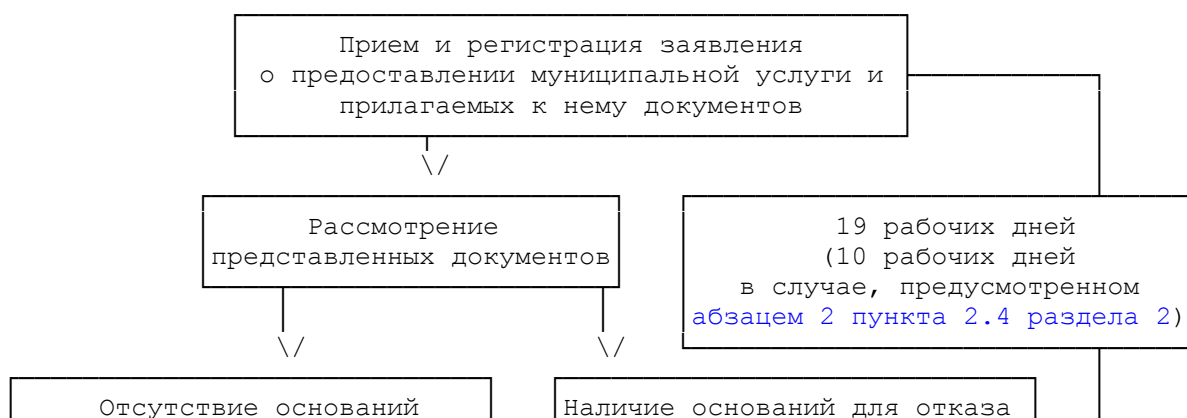 Прием и регистрация заявления
о предоставлении муниципальной услуги и
прилагаемых к нему документов
\/
Рассмотрение
представленных документов
19 рабочих дней
(10 рабочих дней
в случае, предусмотренном
абзацем 2 пункта 2.4 раздела 2)
\/ \/
Отсутствие оснований
Наличие оснований для отказа